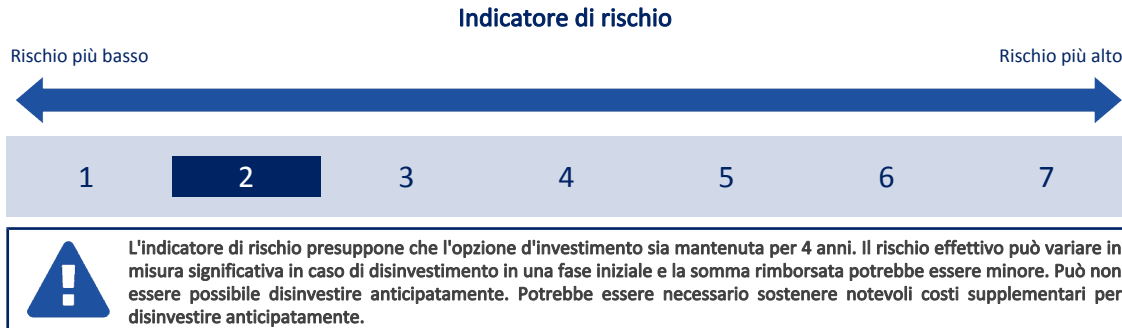 Indicatore di rischio
Rischio più basso Rischio più alto
1 2 3 4 5 6 7
L'indicatore di rischio presuppone che l'opzione d'investimento sia mantenuta per 4 anni. Il rischio effettivo può variare in
misura significativa in caso di disinvestimento in una fase iniziale e la somma rimborsata potrebbe essere minore. Può non
essere possibile disinvestire anticipatamente. Potrebbe essere necessario sostenere notevoli costi supplementari per
disinvestire anticipatamente.